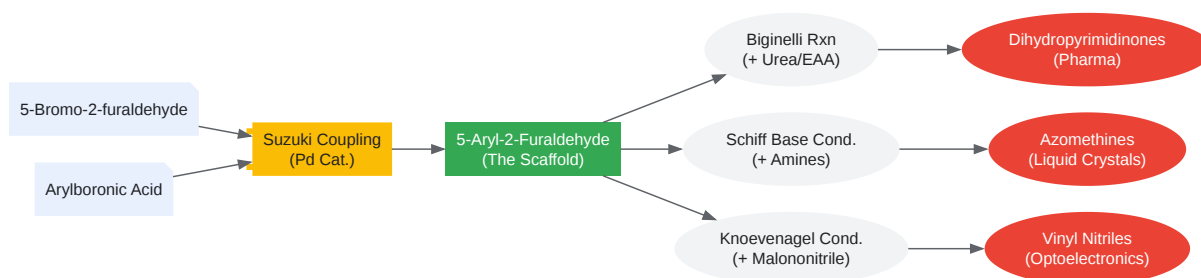 5-Bromo-2-furaldehyde
Arylboronic Acid
Suzuki Coupling
(Pd Cat.)
5-Aryl-2-Furaldehyde
(The Scaffold)
Biginelli Rxn
(+ Urea/EAA)
Dihydropyrimidinones
(Pharma)
Schiff Base Cond.
(+ Amines)
Azomethines
(Liquid Crystals)
Knoevenagel Cond.
(+ Malononitrile)
Vinyl Nitriles
(Optoelectronics)